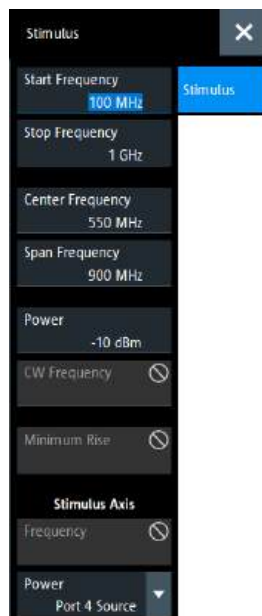 Stimulus
Start Frequency
Stimulus
100 MHz
Stop Frequency
1 GHz
Center Frequency
550 MHz
Span Frequency
900 MHz
Power
-10 dBm
CW Frequency
Minimum Rise
Stimulus Axis
Frequency
Power
Port 4 Source